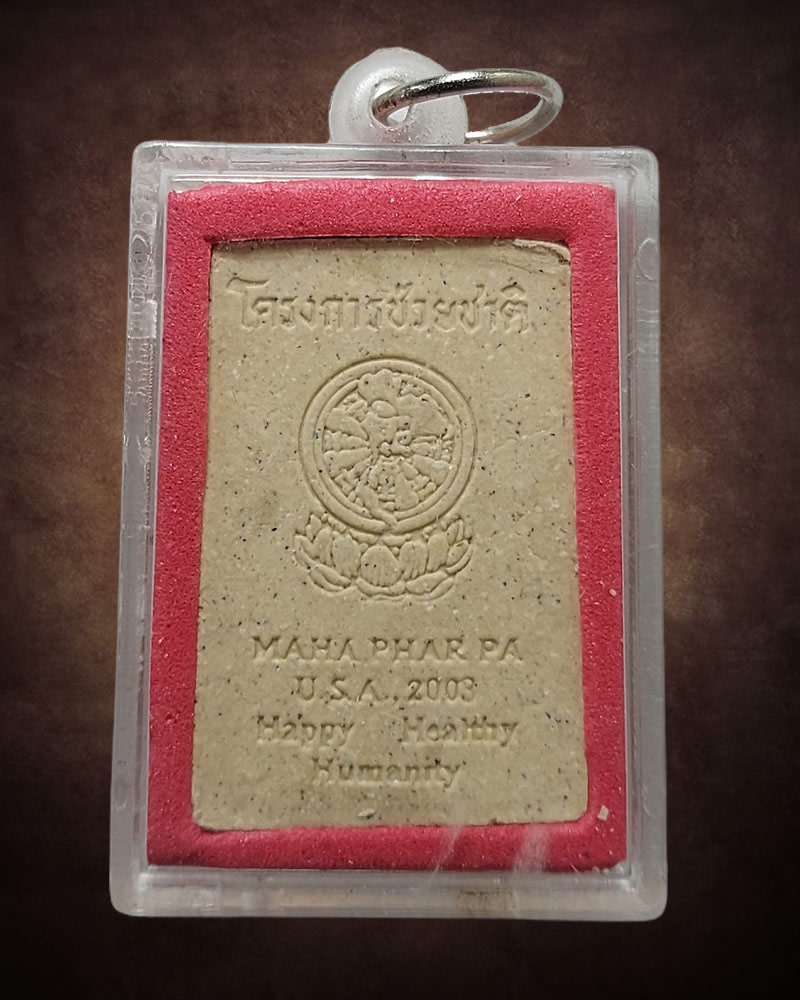 โครงการช่วยชาติ
MAHA PHAR PA
U.S.A., 2003
Happy Healthy
Humanity